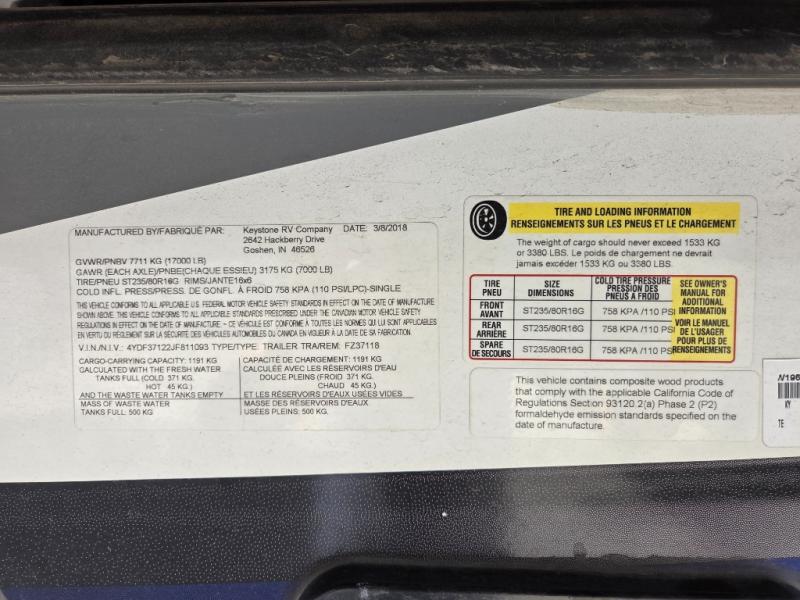 MANUFACTURED BY/FABRIQUÉ PAR: Keystone RV Company DATE: 3/8/2018
2642 Hackberry Drive
Goshen, IN 46526
GVWR/PNBV 7711 KG (17000 LB)
GAWR (EACH AXLE)/PNBE(CHAQUE ESSIEU) 3175 KG (7000 LB)
TIRE/PNEU ST235/80R16G RIMS/JANTE16x6
COLD INFL. PRESS/PRESS. DE GONFL. À FROID 758 KPA (110 PSI/LPC)-SINGLE
THIS VEHICLE CONFORMS TO ALL APPLICABLE U.S. FEDERAL MOTOR VEHICLE SAFETY STANDARDS IN EFFECT ON THE DATE OF MANUFACTURE
SHOWN ABOVE. THIS VEHICLE CONFORMS TO ALL APPLICABLE STANDARDS PRESCRIBED UNDER THE CANADIAN MOTOR VEHICLE SAFETY
REGULATIONS IN EFFECT ON THE DATE OF MANUFACTURE - CE VEHICULE EST CONFORME À TOUTES LES NORMES QUI LUI SONT APPLICABLES
EN VERTU DU RÈGLEMENT SUR LA SÉCURITÉ DES VÉHICULES AUTOMOBILES DU CANADA EN VIGUEUR À LA DATE DE SA FABRICATION.
V.I.N./N.I.V.: 4YDF37122JF811093 TYPE/TYPE: TRAILER TRA/REM: FZ37118
CARGO-CARRYING CAPACITY: 1191 KG
CALCULATED WITH THE FRESH WATER
TANKS FULL (COLD 371 KG.
HOT 45 KG.)
AND THE WASTE WATER TANKS EMPTY
MASS OF WASTE WATER
TANKS FULL: 500 KG
CAPACITÉ DE CHARGEMENT: 1191 KG
CALCULÉE AVEC LES RÉSERVOIRS D'EAU
DOUCE PLEINS (FROID 371 KG.
CHAUD 45 KG.)
ET LES RÉSERVOIRS D'EAUX USÉES VIDES
MASSE DES RÉSERVOIRS D'EAUX
USÉES PLEINS: 500 KG
TIRE AND LOADING INFORMATION
RENSEIGNEMENTS SUR LES PNEUS ET LE CHARGEMENT
The weight of cargo should never exceed 1533 KG
or 3380 LBS. Le poids de chargement ne devrait
jamais excéder 1533 KG ou 3380 LBS.
TIRE PNEU
SIZE DIMENSIONS
COLD TIRE PRESSURE
PRESSION DES
PNEUS À FROID
FRONT AVANT ST235/80R16G 758 KPA /110 PSI
REAR ARRIÈRE ST235/80R16G 758 KPA /110 PSI
SPARE DE SECOURS ST235/80R16G 758 KPA /110 PSI
SEE OWNER'S
MANUAL FOR
ADDITIONAL
INFORMATION
VOIR LE MANUEL
DE L'USAGER
POUR PLUS DE
RENSEIGNEMENTS
This vehicle contains composite wood products
that comply with the applicable California Code of
Regulations Section 93120.2(a) Phase 2 (P2)
formaldehyde emission standards specified on the
date of manufacture.
KY
TE